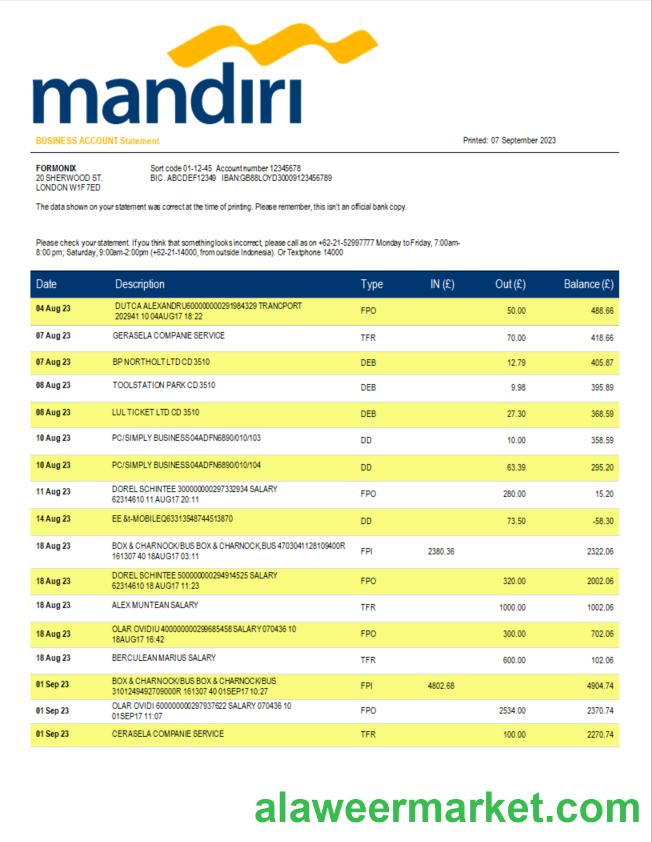 mandiri
BUSINESS ACCOUNT Statement
Printed: 07 September 2023
FORMONIX Sort code 01-12-45 Account number 12345678
20 SHERWOOD ST. BIC. ABCDEF12349 IBAN:GB88LOYD30009123456789
LONDON W1F 7ED
The data shown on your statement was correct at the time of printing. Please remember, this isn't an official bank copy.
Please check your statement. If you think that something looks incorrect, please call as on +62-21-52997777 Monday to Friday, 7:00am-
8:00 pm; Saturday, 9:00am-2:00pm (+62-21-14000, from outside Indonesia). Or Textphone 14000
Date Description Type IN (£) Out (£) Balance (£)
04 Aug 23 DUTCA ALEXANDRU600000000291984329 TRANCPORT
202941 10 04AUG17 18:22 FPO 50.00 488.66
07 Aug 23 GERASELA COMPANIE SERVICE TFR 70.00 418.66
07 Aug 23 BP NORTHOLT LTD CD 3510 DEB 12.79 405.87
08 Aug 23 TOOLSTATION PARK CD 3510 DEB 9.98 395.89
08 Aug 23 LUL TICKET LTD CD 3510 DEB 27.30 368.59
10 Aug 23 PC/SIMPLY BUSINESS04ADFN6890/010/103 DD 10.00 358.59
10 Aug 23 PC/SIMPLY BUSINESS04ADFN6890/010/104 DD 63.39 295.20
11 Aug 23 DOREL SCHINTEE 300000000297332934 SALARY
62314610 11 AUG17 20:11 FPO 280.00 15.20
14 Aug 23 EE &t-MOBILEQ63313548744513870 DD 73.50 -58.30
18 Aug 23 BOX & CHARNOCK/BUS BOX & CHARNOCK,BUS 4703041128109400R
161307 40 18AUG17 03:11 FPI 2380.36 2322.06
18 Aug 23 DOREL SCHINTEE 500000000294914525 SALARY
62314610 18 AUG17 11:23 FPO 320.00 2002.06
18 Aug 23 ALEX MUNTEAN SALARY TFR 1000.00 1002.06
18 Aug 23 OLAR OVIDIU 400000000299685458 SALARY 070436 10
18AUG17 16:42 FPO 300.00 702.06
18 Aug 23 BERCULEAN MARIUS SALARY TFR 600.00 102.06
01 Sep 23 BOX & CHARNOCK/BUS BOX & CHARNOCK/BUS
3101249492709000R 161307 40 01SEP17 10:27 FPI 4802.68 4904.74
01 Sep 23 OLAR OVIDI 600000000297937622 SALARY 070436 10
01SEP17 11:07 FPO 2534.00 2370.74
01 Sep 23 CERASELA COMPANIE SERVICE TFR 100.00 2270.74
alaweermarket.com